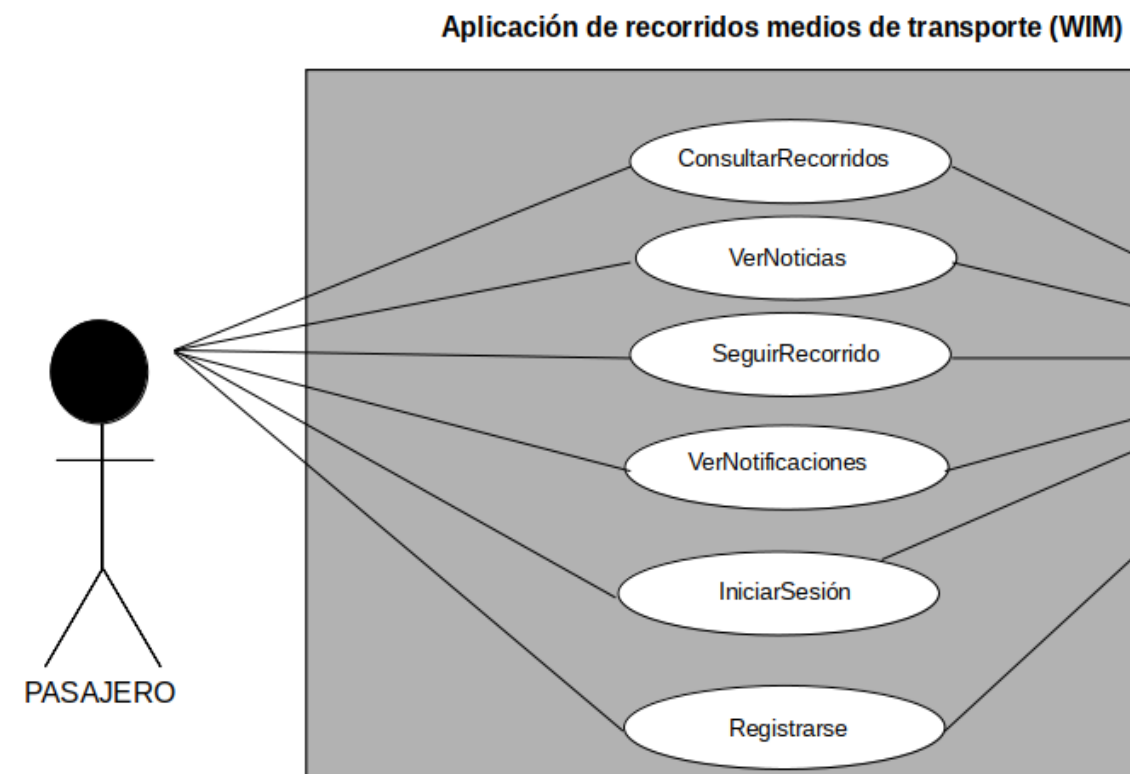 Aplicación de recorridos medios de transporte (WIM)
ConsultarRecorridos
VerNoticias
SeguirRecorrido
VerNotificaciones
IniciarSesión
PASAJERO
Registrarse